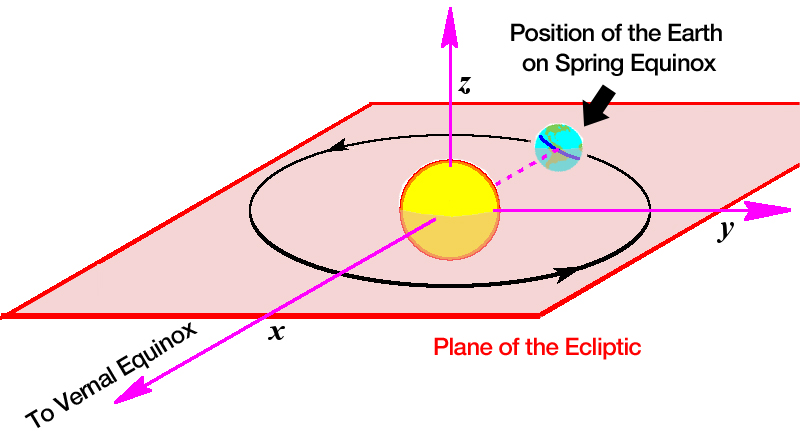 Position of the Earth
on Spring Equinox
z
y
x
To Vernal Equinox
Plane of the Ecliptic